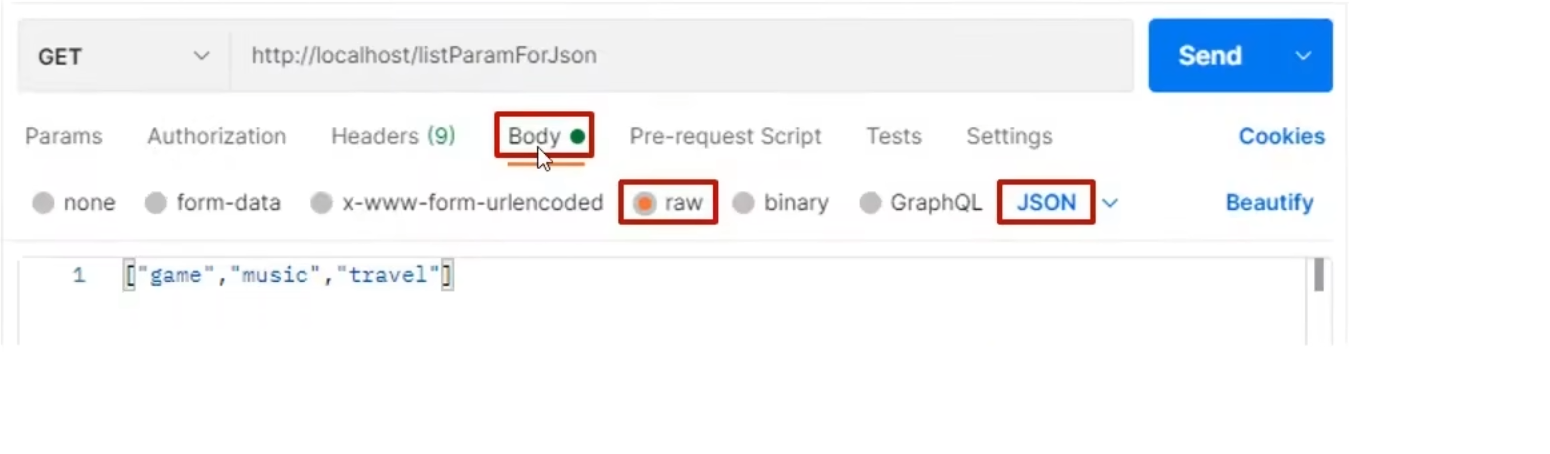 GET http://localhost/listParamForJson Send
Params Authorization Headers (9) Body Pre-request Script Tests Settings Cookies
none form-data x-www-form-urlencoded raw binary GraphQL JSON Beautify
1 ["game","music","travel"]